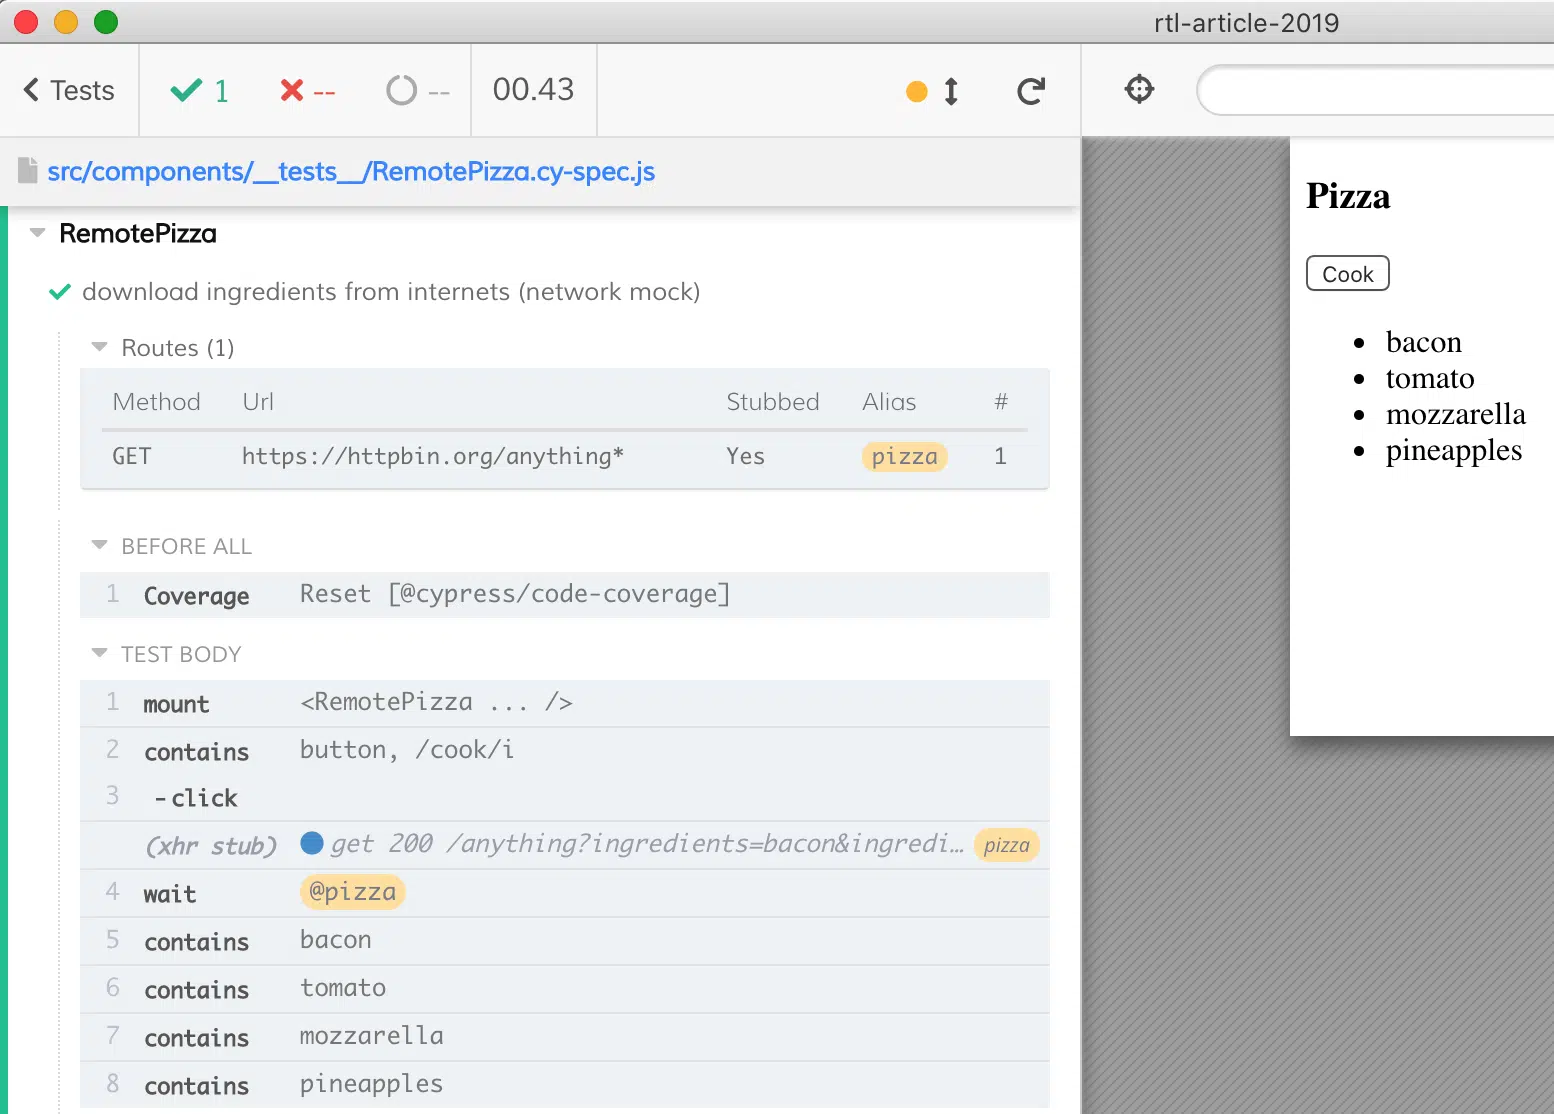 rtl-article-2019
Tests 1 -- -- 00.43
src/components/__tests__/RemotePizza.cy-spec.js
RemotePizza
download ingredients from internets (network mock)
Routes (1)
Method Url Stubbed Alias #
GET https://httpbin.org/anything* Yes pizza 1
BEFORE ALL
1 Coverage Reset [@cypress/code-coverage]
TEST BODY
1 mount <RemotePizza ... />
2 contains button, /cook/i
3 -click
(xhr stub) get 200 /anything?ingredients=bacon&ingredi… pizza
4 wait @pizza
5 contains bacon
6 contains tomato
7 contains mozzarella
8 contains pineapples
Pizza
Cook
• bacon
• tomato
• mozzarella
• pineapples